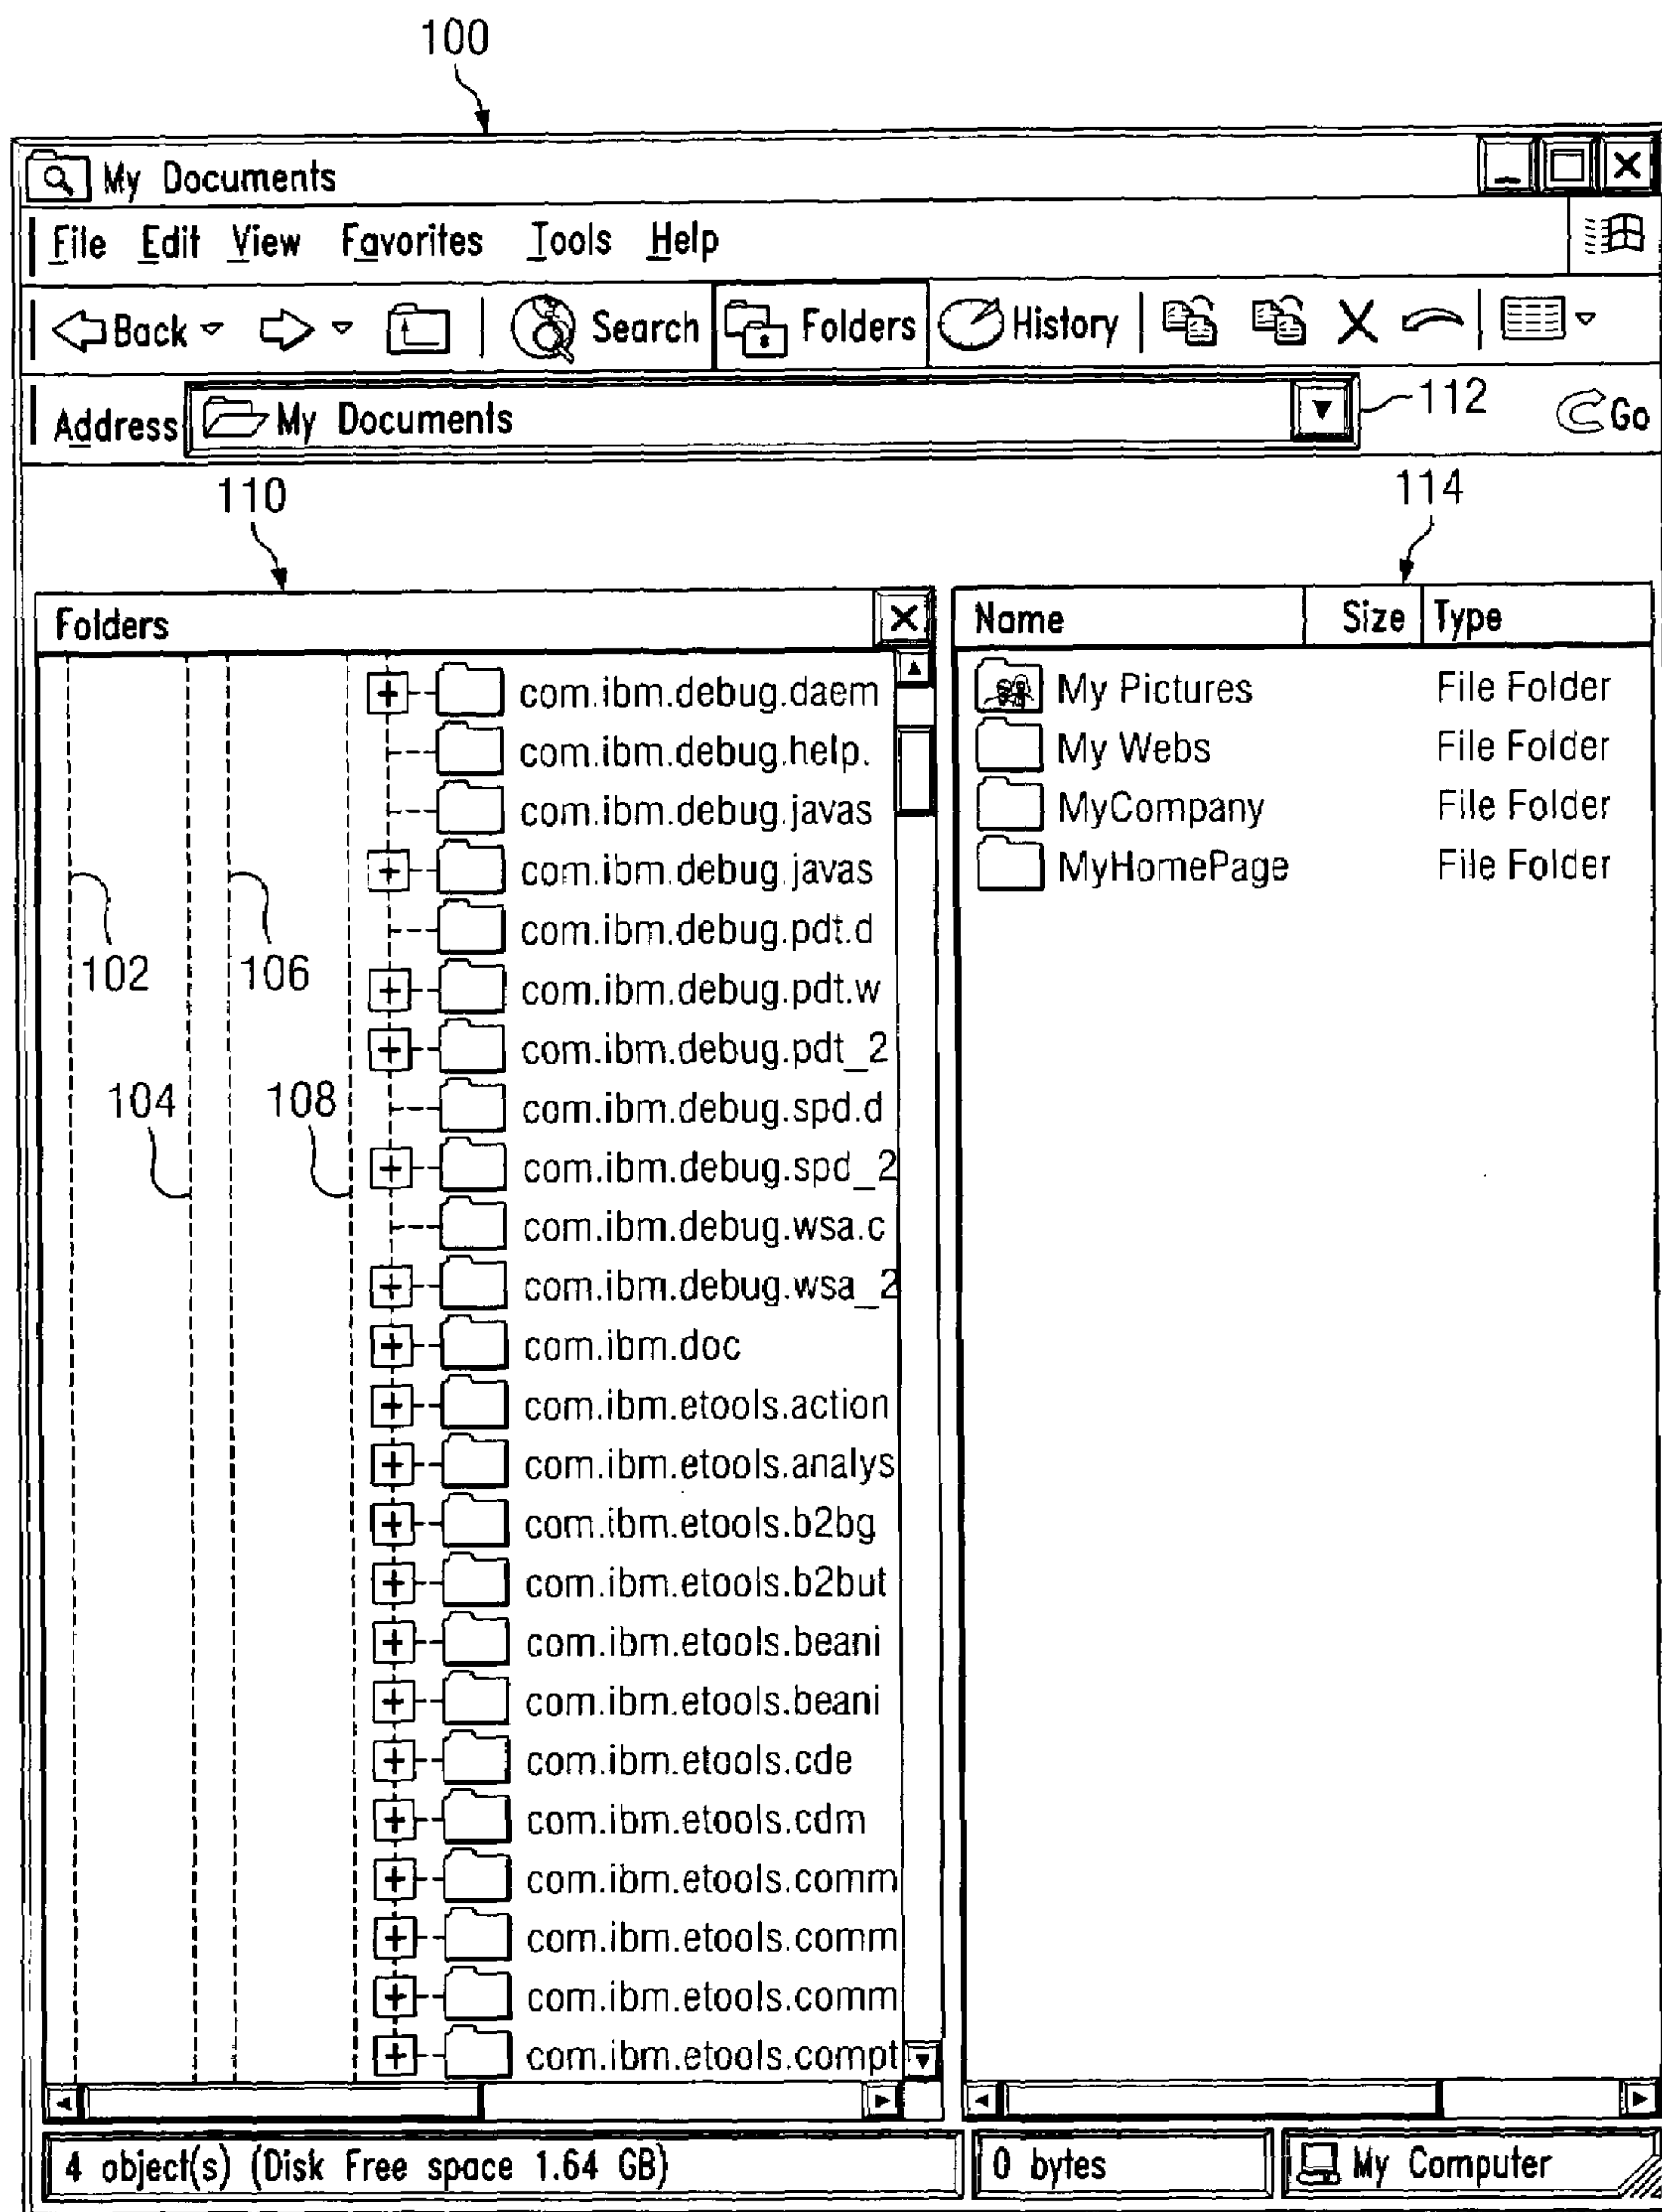 100
My Documents
File Edit View Favorites Tools Help
Back Search Folders History
Address My Documents 112 Go
110 114
Folders
Name Size Type
com.ibm.debug.daem
com.ibm.debug.help.
com.ibm.debug.javas
com.ibm.debug.javas
com.ibm.debug.pdt.d
com.ibm.debug.pdt.w
com.ibm.debug.pdt_2
com.ibm.debug.spd.d
com.ibm.debug.spd_2
com.ibm.debug.wsa.c
com.ibm.debug.wsa_2
com.ibm.doc
com.ibm.etools.action
com.ibm.etools.analys
com.ibm.etools.b2bg
com.ibm.etools.b2but
com.ibm.etools.beani
com.ibm.etools.beani
com.ibm.etools.cde
com.ibm.etools.cdm
com.ibm.etools.comm
com.ibm.etools.comm
com.ibm.etools.comm
com.ibm.etools.compt
102 106
104 108
My Pictures File Folder
My Webs File Folder
MyCompany File Folder
MyHomePage File Folder
4 object(s) (Disk Free space 1.64 GB) 0 bytes My Computer